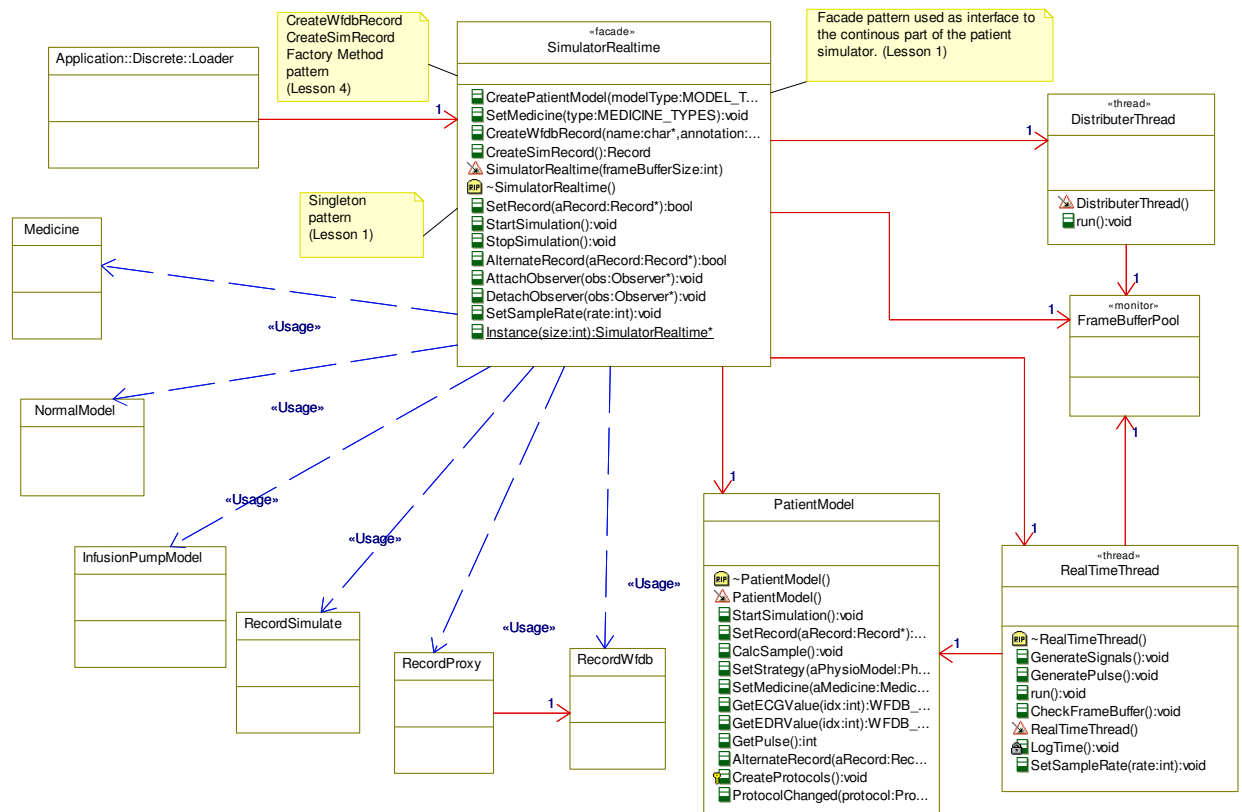 CreateWfdbRecord
CreateSimRecord
Factory Method
pattern
(Lesson 4)
«facade»
SimulatorRealtime
CreatePatientModel(modelType:MODEL_T...
SetMedicine(type:MEDICINE_TYPES):void
CreateWfdbRecord(name:char*,annotation:...
CreateSimRecord():Record
SimulatorRealtime(frameBufferSize:int)
RIP ~SimulatorRealtime()
SetRecord(aRecord:Record*):bool
StartSimulation():void
StopSimulation():void
AlternateRecord(aRecord:Record*):bool
AttachObserver(obs:Observer*):void
DetachObserver(obs:Observer*):void
SetSampleRate(rate:int):void
Instance(size:int):SimulatorRealtime*
Facade pattern used as interface to
the continous part of the patient
simulator. (Lesson 1)
Application::Discrete::Loader
1
Singleton
pattern
(Lesson 1)
1
«thread»
DistributerThread
DistributerThread()
run():void
Medicine
«Usage»
1
1
«monitor»
FrameBufferPool
1
NormalModel
«Usage»
InfusionPumpModel
«Usage»
RecordSimulate
«Usage»
RecordProxy
«Usage»
1
RecordWfdb
«Usage»
1
PatientModel
RIP ~PatientModel()
PatientModel()
StartSimulation():void
SetRecord(aRecord:Record*):...
CalcSample():void
SetStrategy(aPhysioModel:Ph...
SetMedicine(aMedicine:Medic...
GetECGValue(idx:int):WFDB_...
GetEDRValue(idx:int):WFDB_...
GetPulse():int
AlternateRecord(aRecord:Rec...
CreateProtocols():void
ProtocolChanged(protocol:Pro...
1
1
«thread»
RealTimeThread
RIP ~RealTimeThread()
GenerateSignals():void
GeneratePulse():void
run():void
CheckFrameBuffer():void
RealTimeThread()
LogTime():void
SetSampleRate(rate:int):void